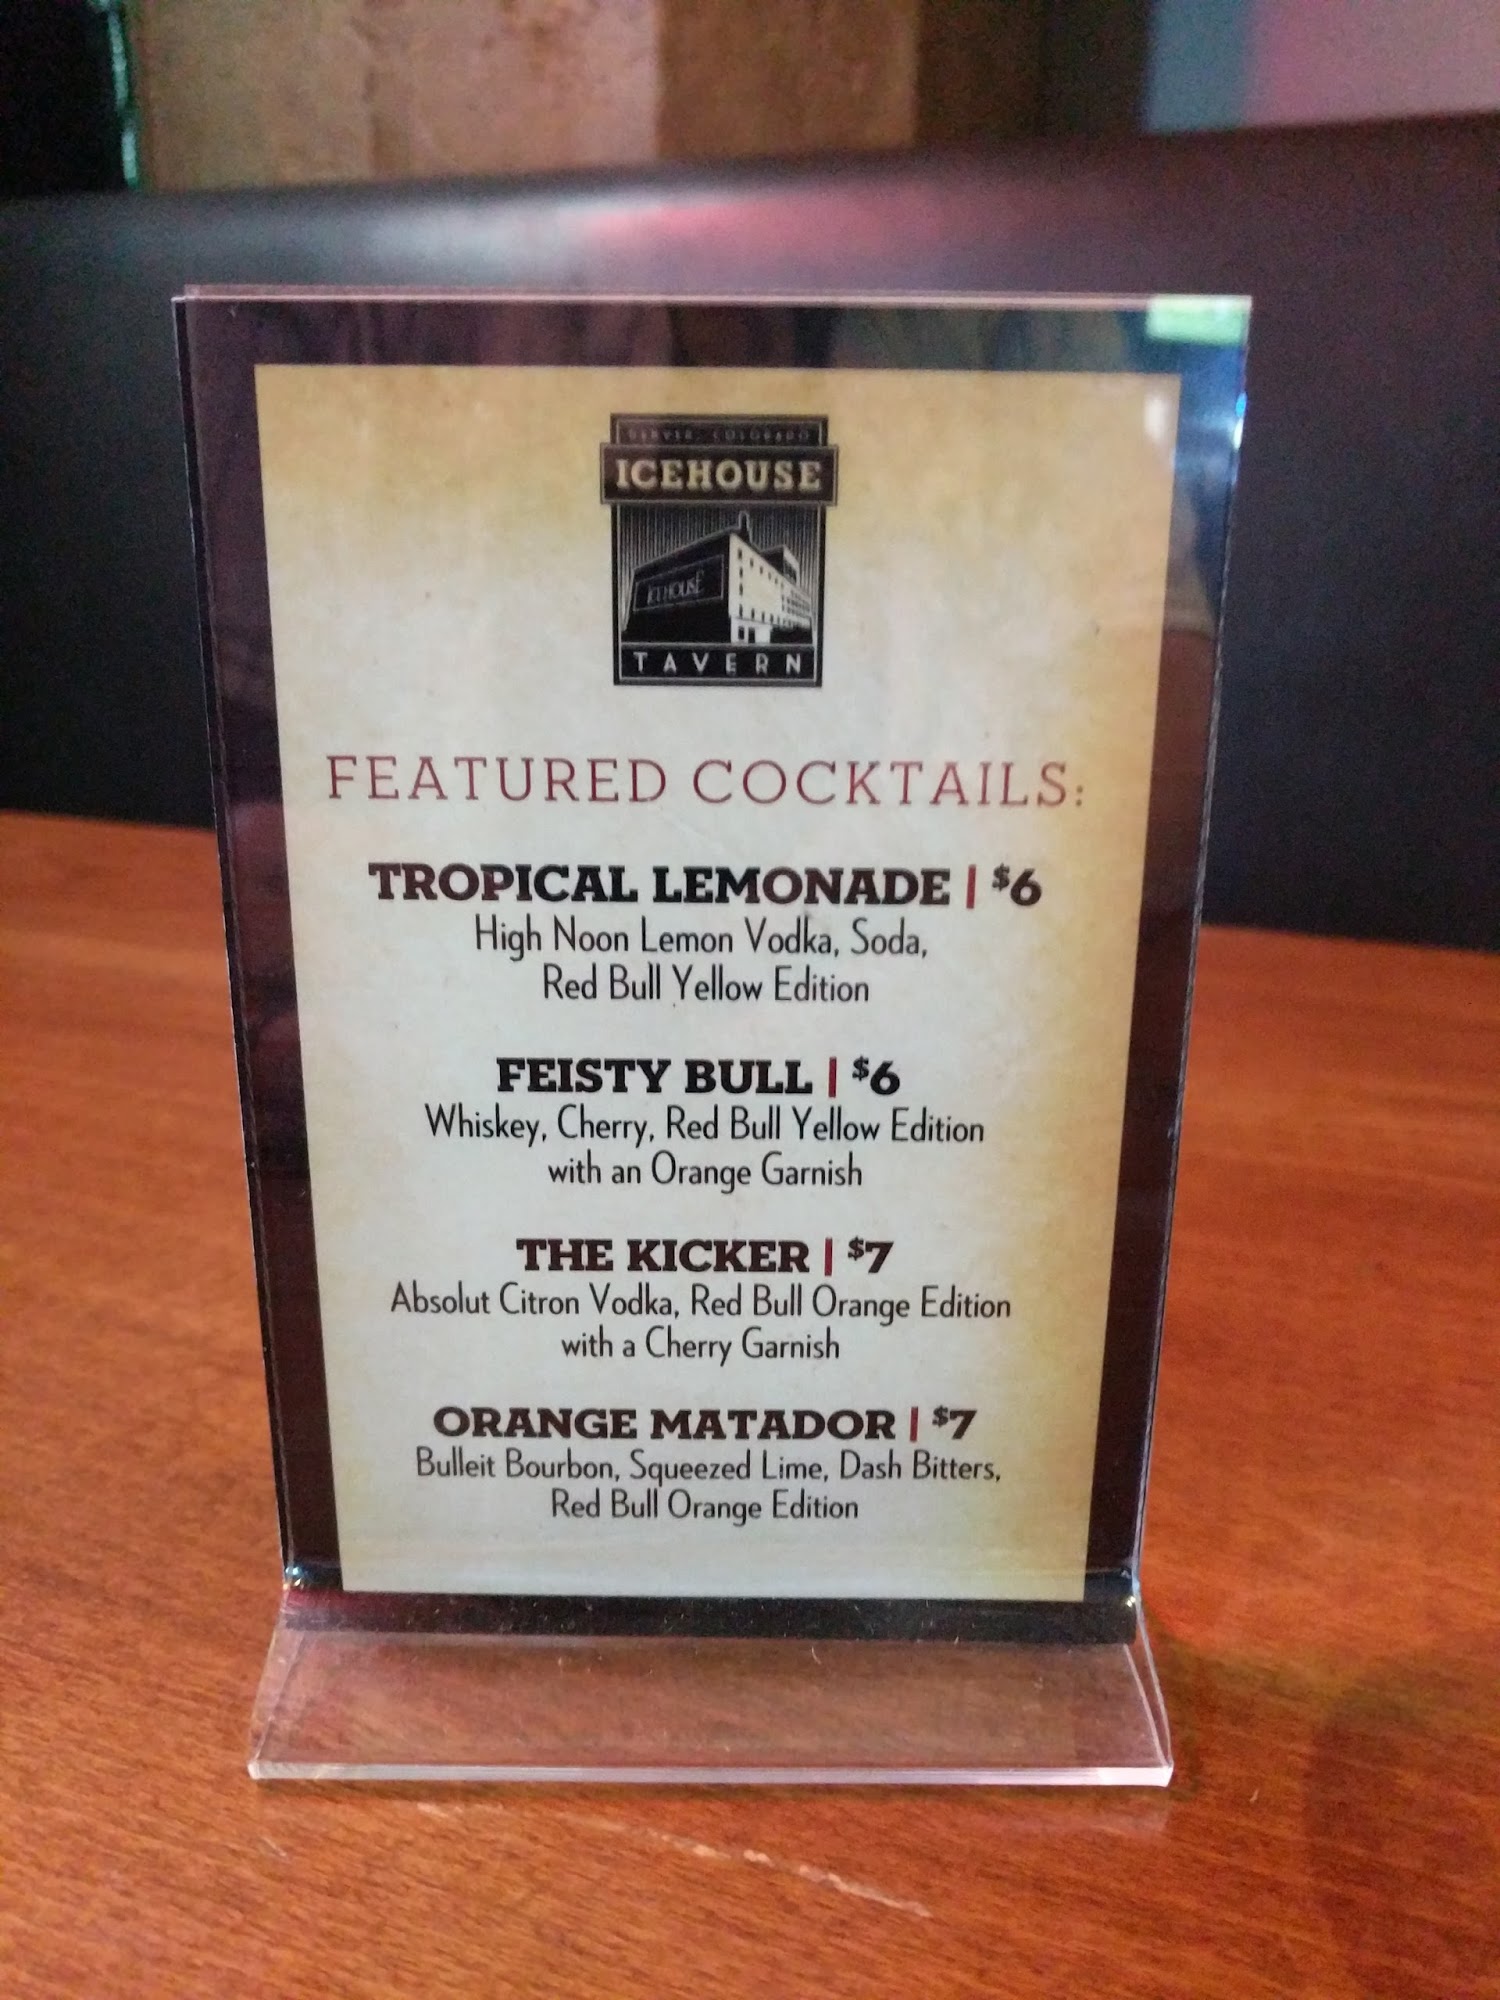 DENVER, COLORADO
ICEHOUSE
ICEHOUSE
TAVERN
FEATURED COCKTAILS:
TROPICAL LEMONADE | $6
High Noon Lemon Vodka, Soda,
Red Bull Yellow Edition
FEISTY BULL | $6
Whiskey, Cherry, Red Bull Yellow Edition
with an Orange Garnish
THE KICKER | $7
Absolut Citron Vodka, Red Bull Orange Edition
with a Cherry Garnish
ORANGE MATADOR | $7
Bulleit Bourbon, Squeezed Lime, Dash Bitters,
Red Bull Orange Edition